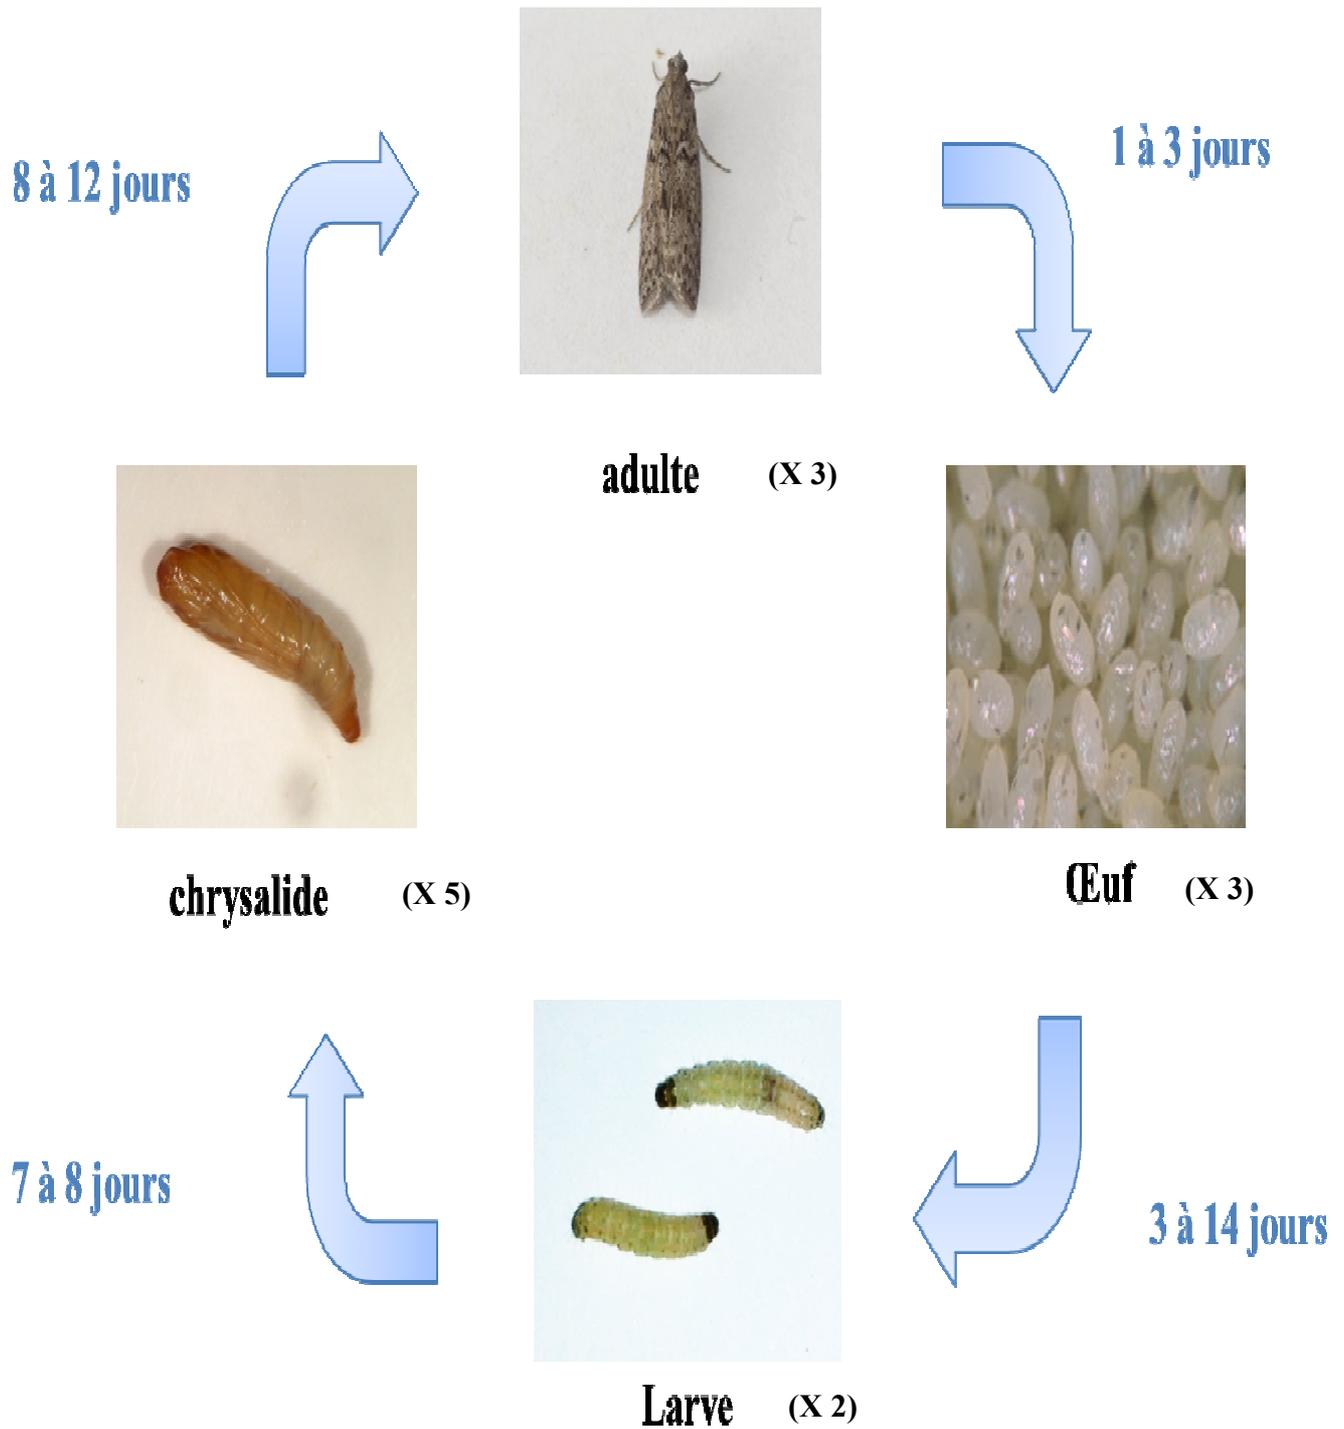 8 à 12 jours
1 à 3 jours
adulte (X 3)
chrysalide (X 5)
Œuf (X 3)
7 à 8 jours
3 à 14 jours
Larve (X 2)